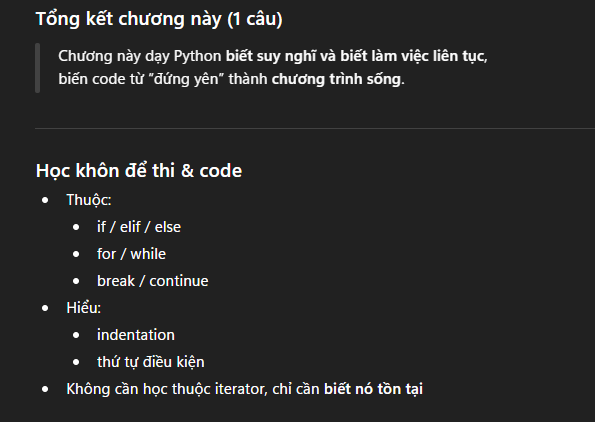 Tổng kết chương này (1 câu)
Chương này dạy Python biết suy nghĩ và biết làm việc liên tục,
biến code từ “đứng yên” thành chương trình sống.
Học khôn để thi & code
• Thuộc:
• if / elif / else
• for / while
• break / continue
• Hiểu:
• indentation
• thứ tự điều kiện
• Không cần học thuộc iterator, chỉ cần biết nó tồn tại